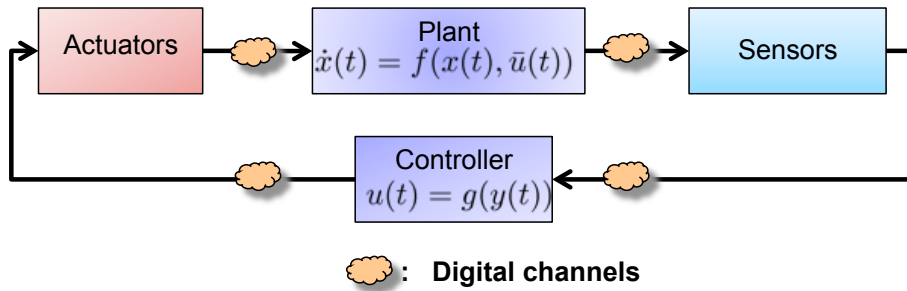 Actuators
Plant
ẋ(t) = f(x(t), ū(t))
Sensors
Controller
u(t) = g(y(t))
: Digital channels